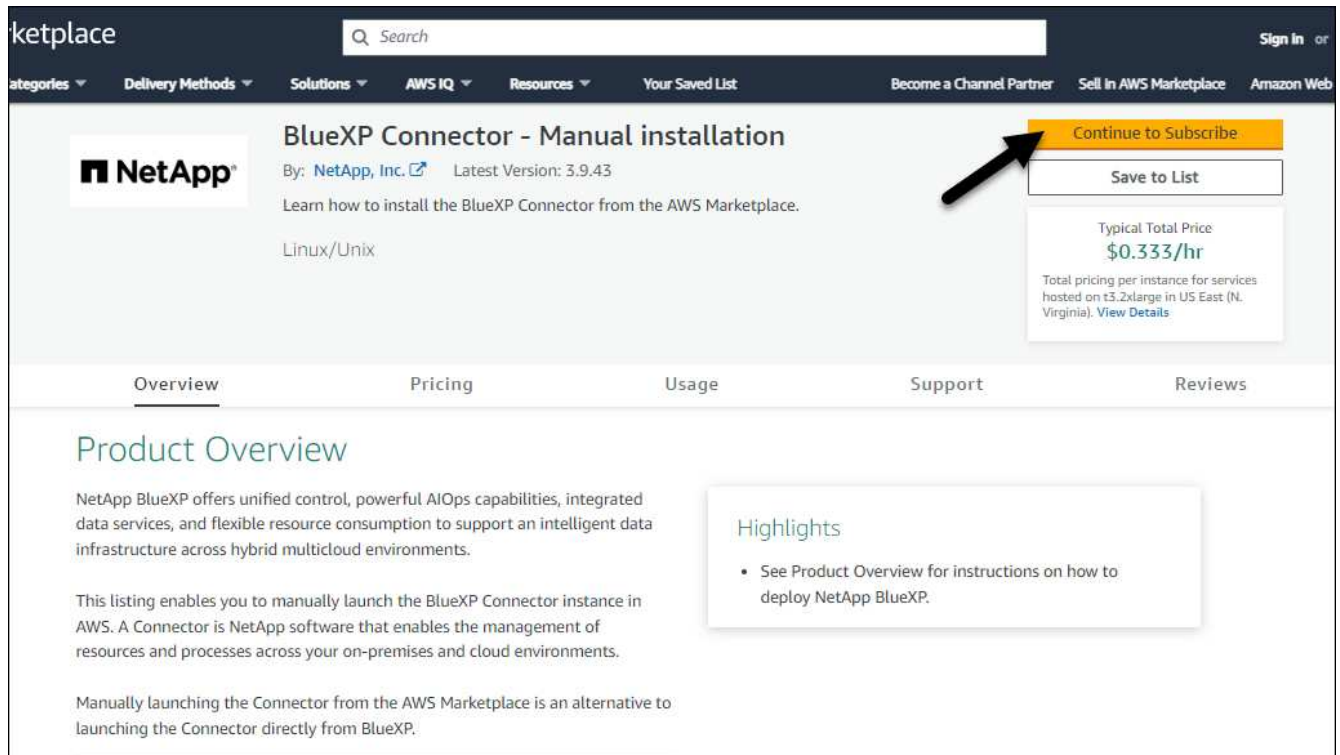 ketplace
Search
Sign in or
ategories
Delivery Methods
Solutions
AWS IQ
Resources
Your Saved List
Become a Channel Partner
Sell in AWS Marketplace
Amazon Web
NetApp
BlueXP Connector - Manual installation
By: NetApp, Inc. Latest Version: 3.9.43
Learn how to install the BlueXP Connector from the AWS Marketplace.
Linux/Unix
Continue to Subscribe
Save to List
Typical Total Price
$0.333/hr
Total pricing per instance for services
hosted on t3.2xlarge in US East (N.
Virginia). View Details
Overview
Pricing
Usage
Support
Reviews
Product Overview
NetApp BlueXP offers unified control, powerful AIOps capabilities, integrated
data services, and flexible resource consumption to support an intelligent data
infrastructure across hybrid multicloud environments.
This listing enables you to manually launch the BlueXP Connector instance in
AWS. A Connector is NetApp software that enables the management of
resources and processes across your on-premises and cloud environments.
Manually launching the Connector from the AWS Marketplace is an alternative to
launching the Connector directly from BlueXP.
Highlights
• See Product Overview for instructions on how to
deploy NetApp BlueXP.